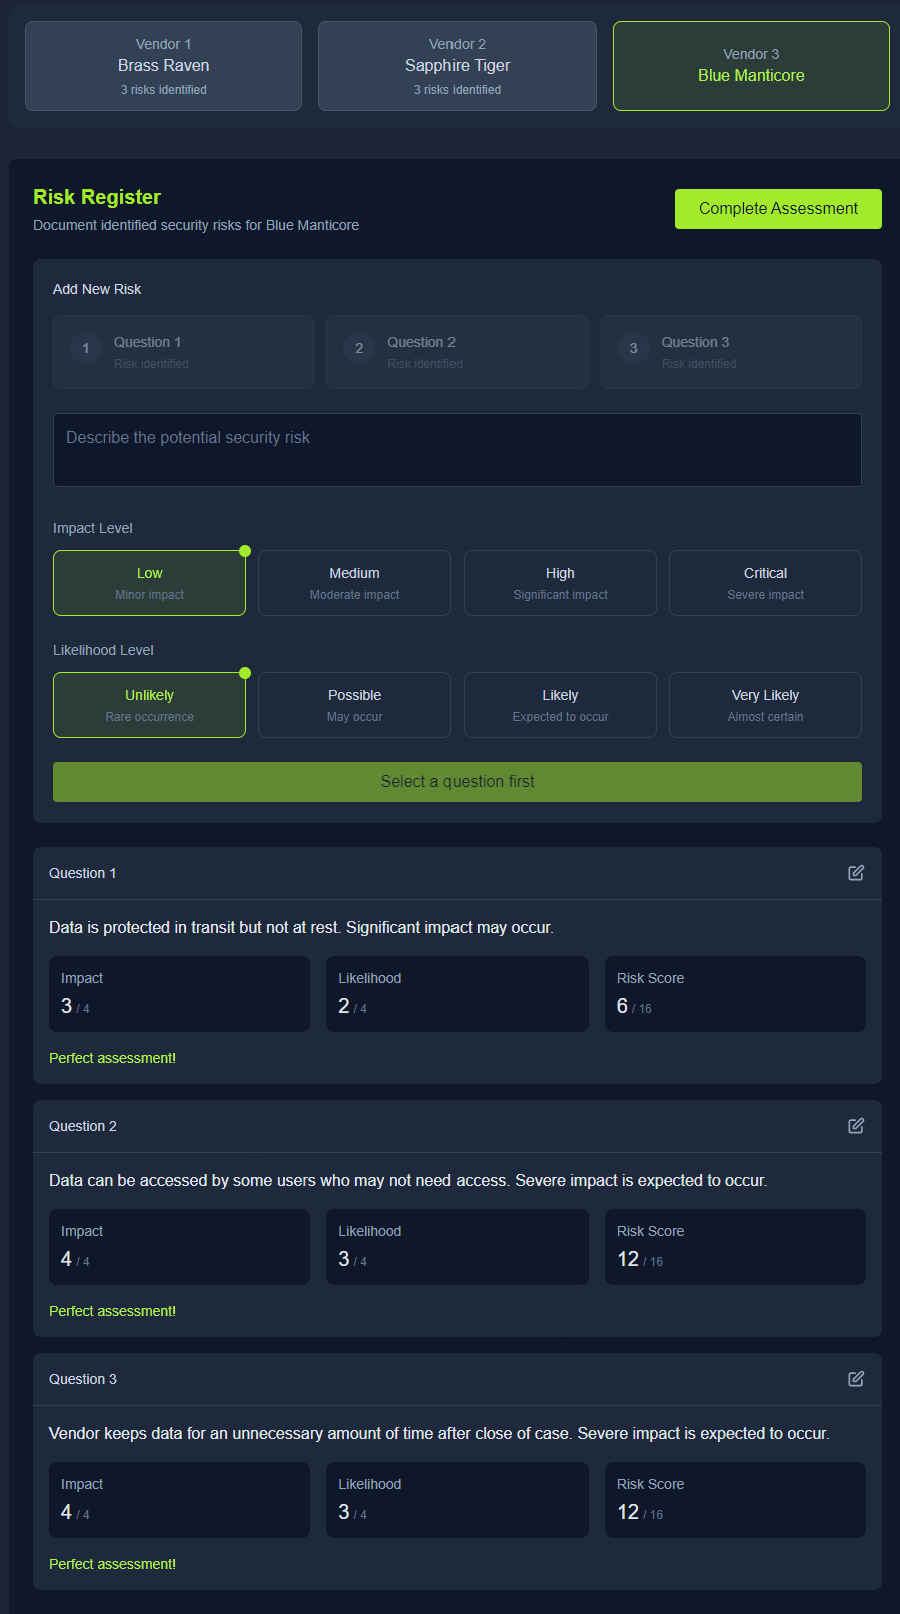 Vendor 1
Brass Raven
3 risks identified
Vendor 2
Sapphire Tiger
3 risks identified
Vendor 3
Blue Manticore
Risk Register
Document identified security risks for Blue Manticore
Complete Assessment
Add New Risk
1
Question 1
Risk identified
2
Question 2
Risk identified
3
Question 3
Risk identified
Describe the potential security risk
Impact Level
Low
Minor impact
Medium
Moderate impact
High
Significant impact
Critical
Severe impact
Likelihood Level
Unlikely
Rare occurrence
Possible
May occur
Likely
Expected to occur
Very Likely
Almost certain
Select a question first
Question 1
Data is protected in transit but not at rest. Significant impact may occur.
Impact
3 / 4
Likelihood
2 / 4
Risk Score
6 / 16
Perfect assessment!
Question 2
Data can be accessed by some users who may not need access. Severe impact is expected to occur.
Impact
4 / 4
Likelihood
3 / 4
Risk Score
12 / 16
Perfect assessment!
Question 3
Vendor keeps data for an unnecessary amount of time after close of case. Severe impact is expected to occur.
Impact
4 / 4
Likelihood
3 / 4
Risk Score
12 / 16
Perfect assessment!